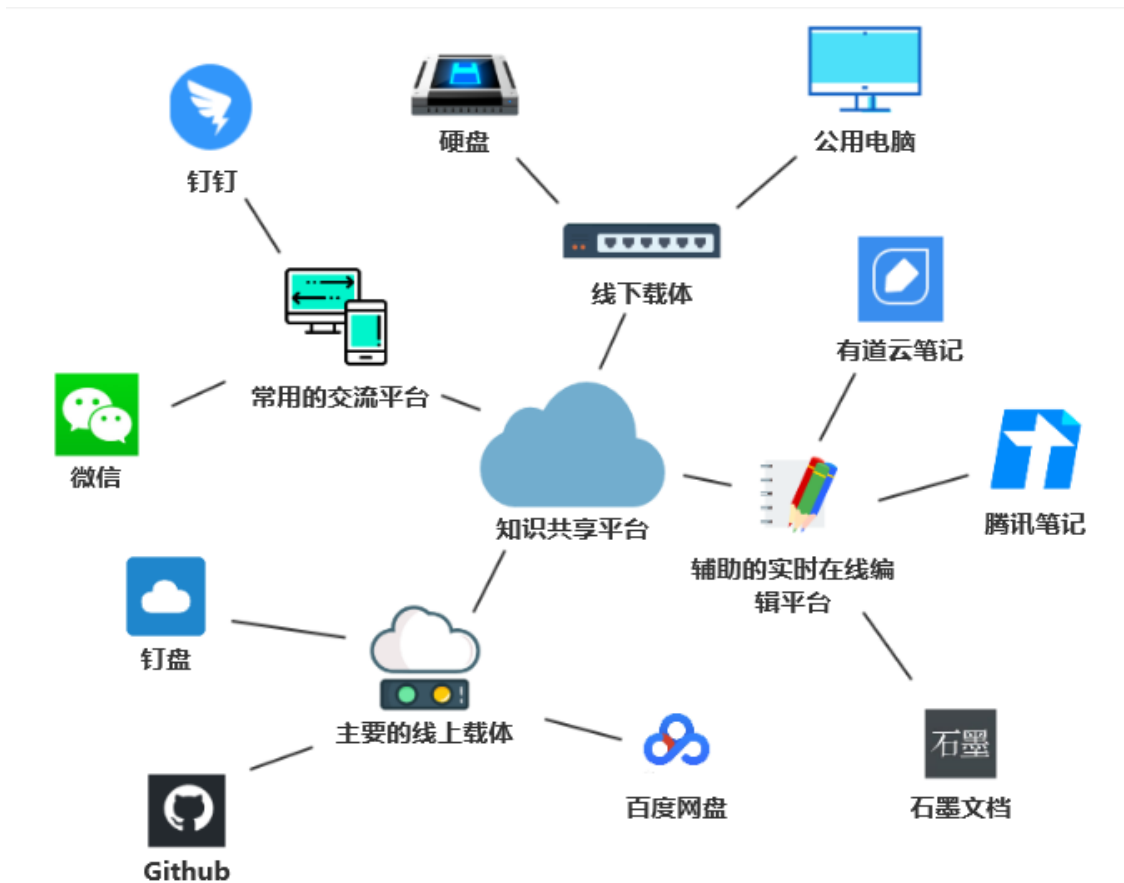 硬盘
公用电脑
钉钉
线下载体
有道云笔记
常用的交流平台
微信
腾讯笔记
知识共享平台
辅助的实时在线编
辑平台
钉盘
主要的线上载体
石墨
百度网盘
石墨文档
Github